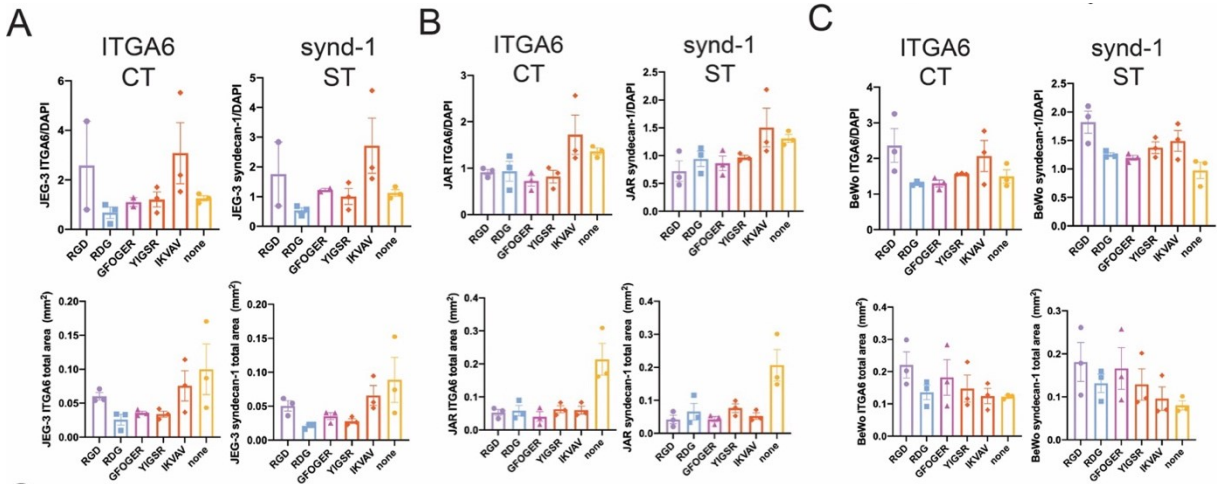 A
ITGA6
CT
synd-1
ST
B
ITGA6
CT
synd-1
ST
C
ITGA6
CT
synd-1
ST
JEG-3 ITGA6/DAPI
6
4
2
0
RGD
RDG
GFOGER
YIGSR
IKVAV
none
JEG-3 syndecan-1/DAPI
5
4
3
2
1
0
RGD
RDG
GFOGER
YIGSR
IKVAV
none
JAR ITGA6/DAPI
3
2
1
0
RGD
RDG
GFOGER
YIGSR
IKVAV
none
JAR syndecan-1/DAPI
2.5
2.0
1.5
1.0
0.5
0.0
RGD
RDG
GFOGER
YIGSR
IKVAV
none
BeWo ITGA6/DAPI
4
3
2
1
0
RGD
RDG
GFOGER
YIGSR
IKVAV
none
BeWo syndecan-1/DAPI
2.5
2.0
1.5
1.0
0.5
0.0
RGD
RDG
GFOGER
YIGSR
IKVAV
none
JEG-3 ITGA6 total area (mm²)
0.20
0.15
0.10
0.05
0.00
RGD
RDG
GFOGER
YIGSR
IKVAV
none
JEG-3 syndecan-1 total area (mm²)
0.20
0.15
0.10
0.05
0.00
RGD
RDG
GFOGER
YIGSR
IKVAV
none
JAR ITGA6 total area (mm²)
0.4
0.3
0.2
0.1
0.0
RGD
RDG
GFOGER
YIGSR
IKVAV
none
JAR syndecan-1 total area (mm²)
0.4
0.3
0.2
0.1
0.0
RGD
RDG
GFOGER
YIGSR
IKVAV
none
BeWo ITGA6 total area (mm²)
0.4
0.3
0.2
0.1
0.0
RGD
RDG
GFOGER
YIGSR
IKVAV
none
BeWo syndecan-1 total area (mm²)
0.3
0.2
0.1
0.0
RGD
RDG
GFOGER
YIGSR
IKVAV
none